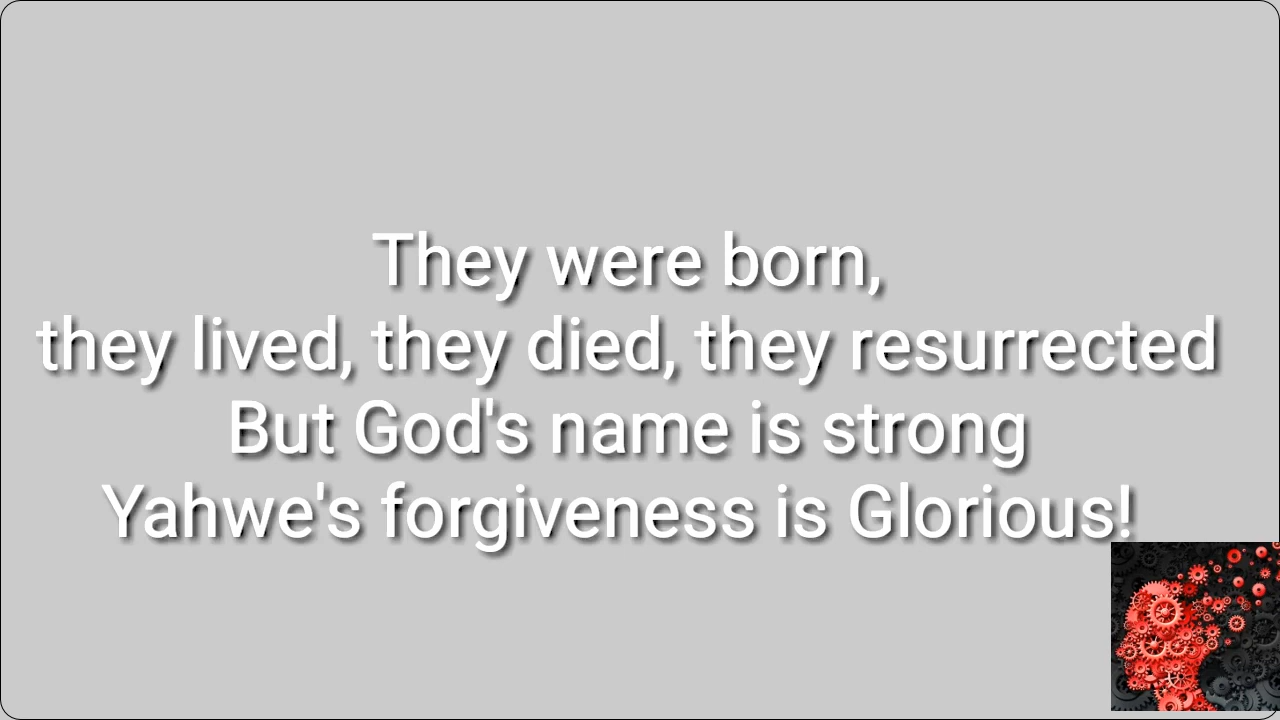 They were born,
they lived, they died, they resurrected
But God's name is strong
Yahwe's forgiveness is Glorious!